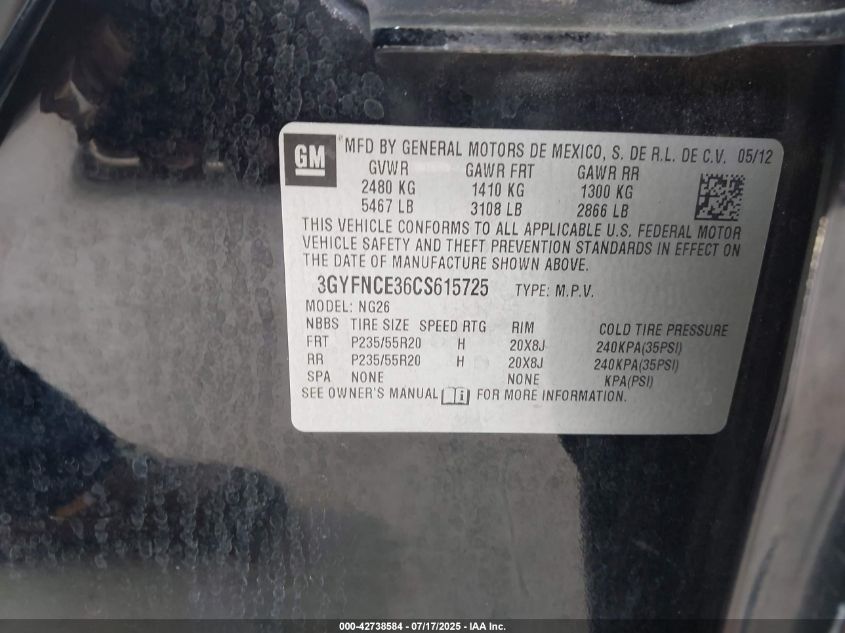 GM
MFD BY GENERAL MOTORS DE MEXICO, S. DE R.L. DE C.V. 05/12
GVWR GAWR FRT GAWR RR
2480 KG 1410 KG 1300 KG
5467 LB 3108 LB 2866 LB
THIS VEHICLE CONFORMS TO ALL APPLICABLE U.S. FEDERAL MOTOR
VEHICLE SAFETY AND THEFT PREVENTION STANDARDS IN EFFECT ON
THE DATE OF MANUFACTURE SHOWN ABOVE.
3GYFNCE36CS615725 TYPE: M.P.V.
MODEL: NG26
NBBS TIRE SIZE SPEED RTG RIM COLD TIRE PRESSURE
FRT P235/55R20 H 20X8J 240KPA(35PSI)
RR P235/55R20 H 20X8J 240KPA(35PSI)
SPA NONE NONE KPA(PSI)
SEE OWNER'S MANUAL FOR MORE INFORMATION.
000-42738584 / 07/17/2025 - IAA Inc.